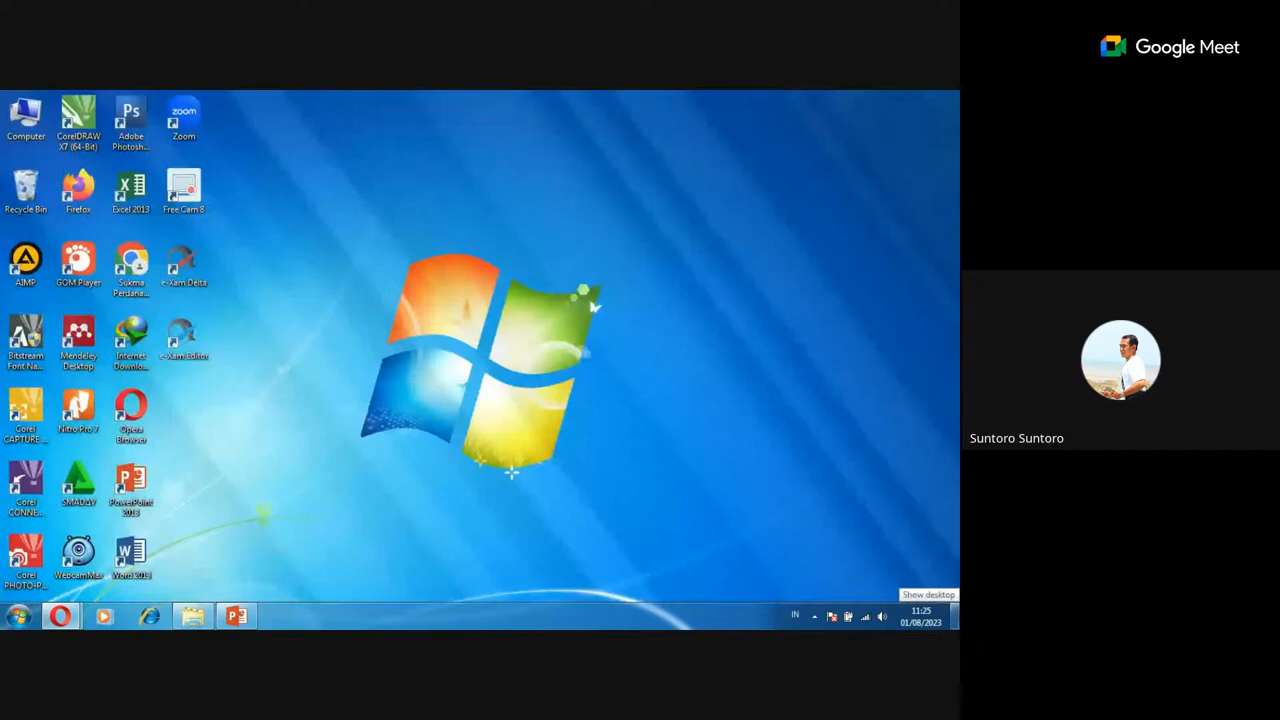 Google Meet
Computer
CorelDRAW
X7 (64-Bit)
Ps
Adobe
Photosh...
zoom
Zoom
Recycle Bin
Firefox
Excel 2013
Free Cam 8
AIMP
GOM Player
Sukma
Perdana...
e-Xam Delta
Bitstream
Font Na...
Mendeley
Desktop
Internet
Downlo...
e-Xam Editor
Corel
CAPTURE ...
Nitro Pro 7
Opera
Browser
Corel
CONNE...
SMADAV
PowerPoint
2013
Corel
PHOTO-P...
WebcamMax
Word 2013
Suntoro Suntoro
Show desktop
IN
11:25
01/08/2023